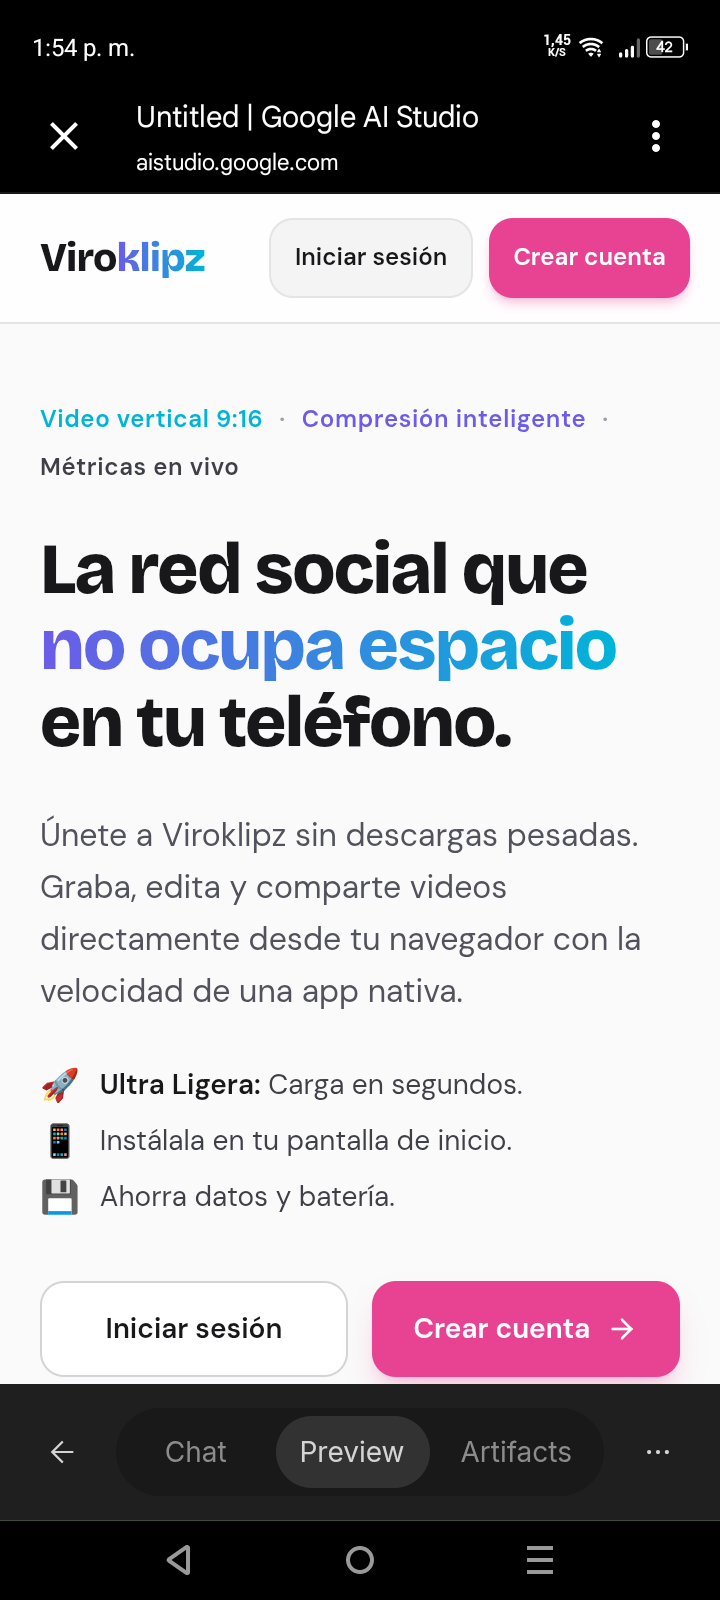 1:54 p. m.
1,45
K/S
42
Untitled | Google AI Studio
aistudio.google.com
Viroklipz
Iniciar sesión
Crear cuenta
Video vertical 9:16 · Compresión inteligente ·
Métricas en vivo
La red social que
no ocupa espacio
en tu teléfono.
Únete a Viroklipz sin descargas pesadas.
Graba, edita y comparte videos
directamente desde tu navegador con la
velocidad de una app nativa.
🚀 Ultra Ligera: Carga en segundos.
📱 Instálala en tu pantalla de inicio.
💾 Ahorra datos y batería.
Iniciar sesión
Crear cuenta →
Chat
Preview
Artifacts